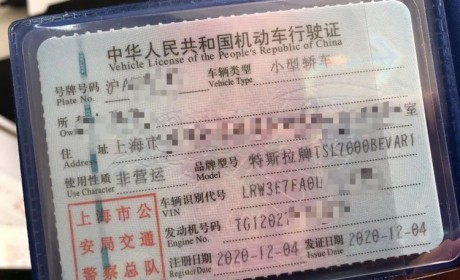 中华人民共和国机动车行驶证
Vehicle License of the People's Republic of China
号牌号码 沪A 车辆类型 小型轿车
Plate No. Vehicle Type
所
Own
住 址 上海市 室
Ad
品牌型号 特斯拉牌TSL7000BEVAR1
使用性质 非营运 Model
Use Character
车辆识别代号 LRW3E7FA0L
VIN
上海市公 发动机号码 TG1202
安局交通 Engine No.
警察总队 注册日期 2020-12-04 发证日期 2020-12-04
Register Date Issue Date